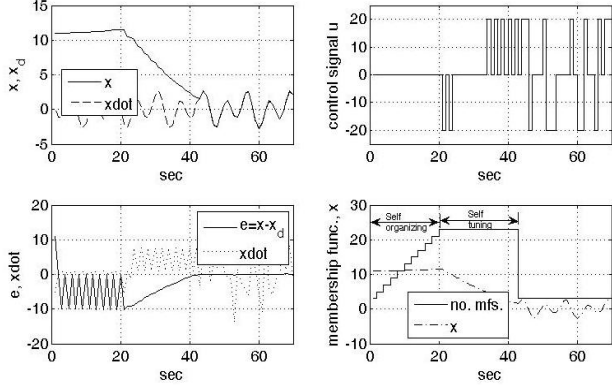 15
10
5
0
-5
0
20
40
60
sec
x, x_d
x
xdot
20
10
0
-10
-20
0
20
40
60
sec
control signal u
20
10
0
-10
-20
0
20
40
60
sec
e, xdot
e=x-x_d
xdot
30
20
10
0
-10
0
20
40
60
sec
membership func., x
Self
organizing
Self
tuning
no. mfs.
x